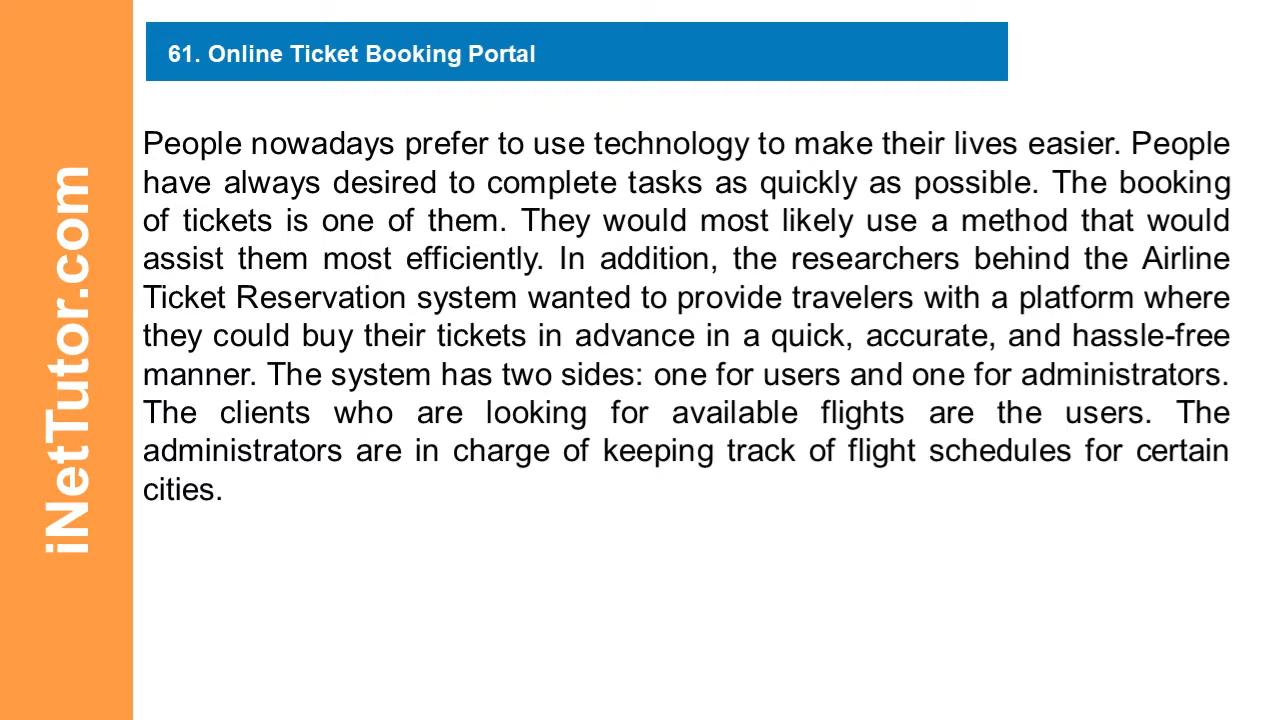 61. Online Ticket Booking Portal
People nowadays prefer to use technology to make their lives easier. People
have always desired to complete tasks as quickly as possible. The booking
of tickets is one of them. They would most likely use a method that would
assist them most efficiently. In addition, the researchers behind the Airline
Ticket Reservation system wanted to provide travelers with a platform where
they could buy their tickets in advance in a quick, accurate, and hassle-free
manner. The system has two sides: one for users and one for administrators.
The clients who are looking for available flights are the users. The
administrators are in charge of keeping track of flight schedules for certain
cities.
iNetTutor.com